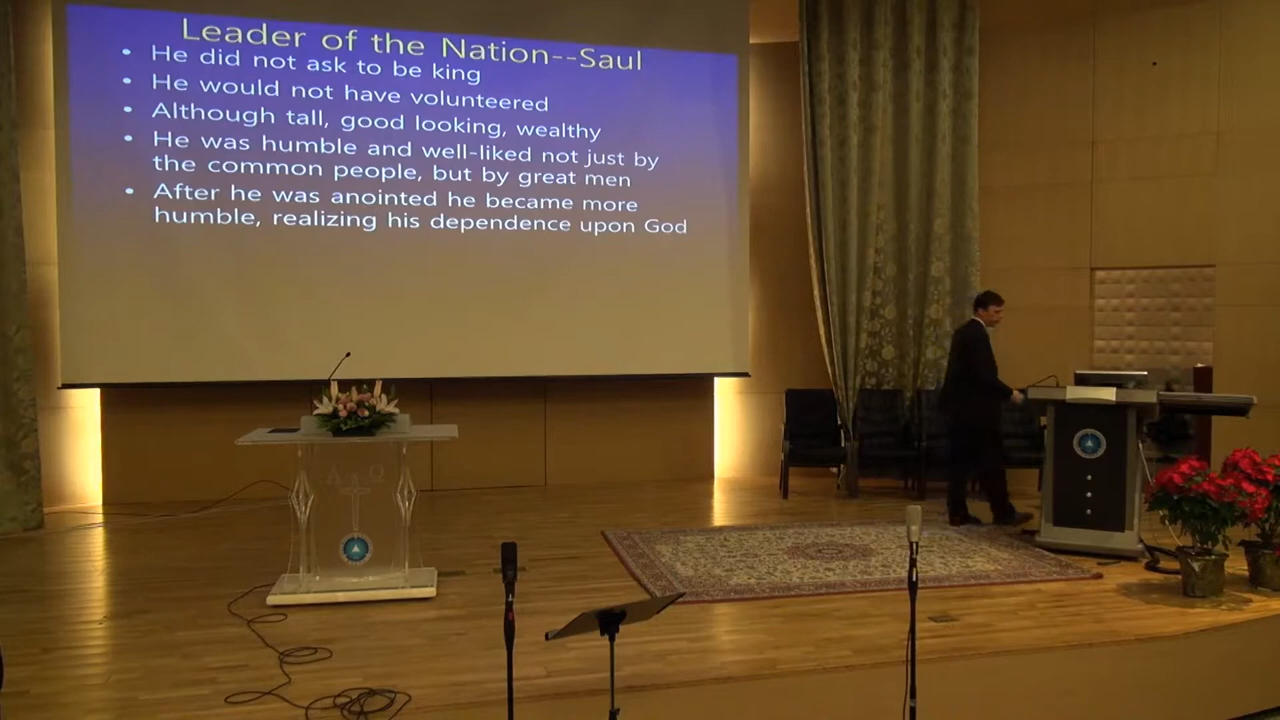 Leader of the Nation--Saul
• He did not ask to be king
• He would not have volunteered
• Although tall, good looking, wealthy
• He was humble and well-liked not just by
the common people, but by great men
• After he was anointed he became more
humble, realizing his dependence upon God
Α Ω